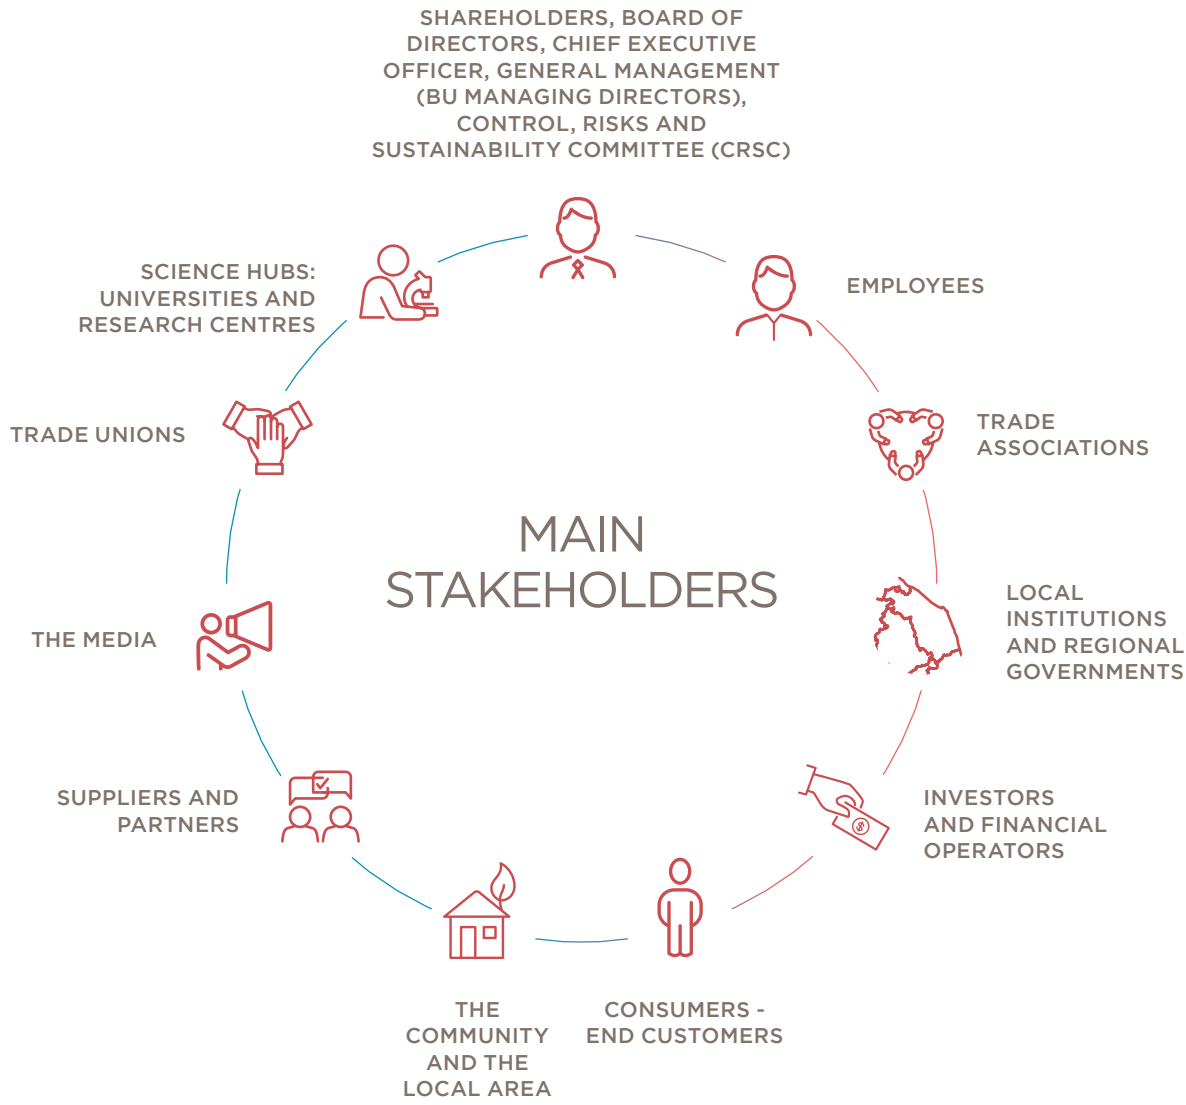 SHAREHOLDERS, BOARD OF
DIRECTORS, CHIEF EXECUTIVE
OFFICER, GENERAL MANAGEMENT
(BU MANAGING DIRECTORS),
CONTROL, RISKS AND
SUSTAINABILITY COMMITTEE (CRSC)
EMPLOYEES
TRADE
ASSOCIATIONS
LOCAL
INSTITUTIONS
AND REGIONAL
GOVERNMENTS
INVESTORS
AND FINANCIAL
OPERATORS
CONSUMERS -
END CUSTOMERS
THE
COMMUNITY
AND THE
LOCAL AREA
SUPPLIERS AND
PARTNERS
THE MEDIA
TRADE UNIONS
SCIENCE HUBS:
UNIVERSITIES AND
RESEARCH CENTRES
MAIN
STAKEHOLDERS
$